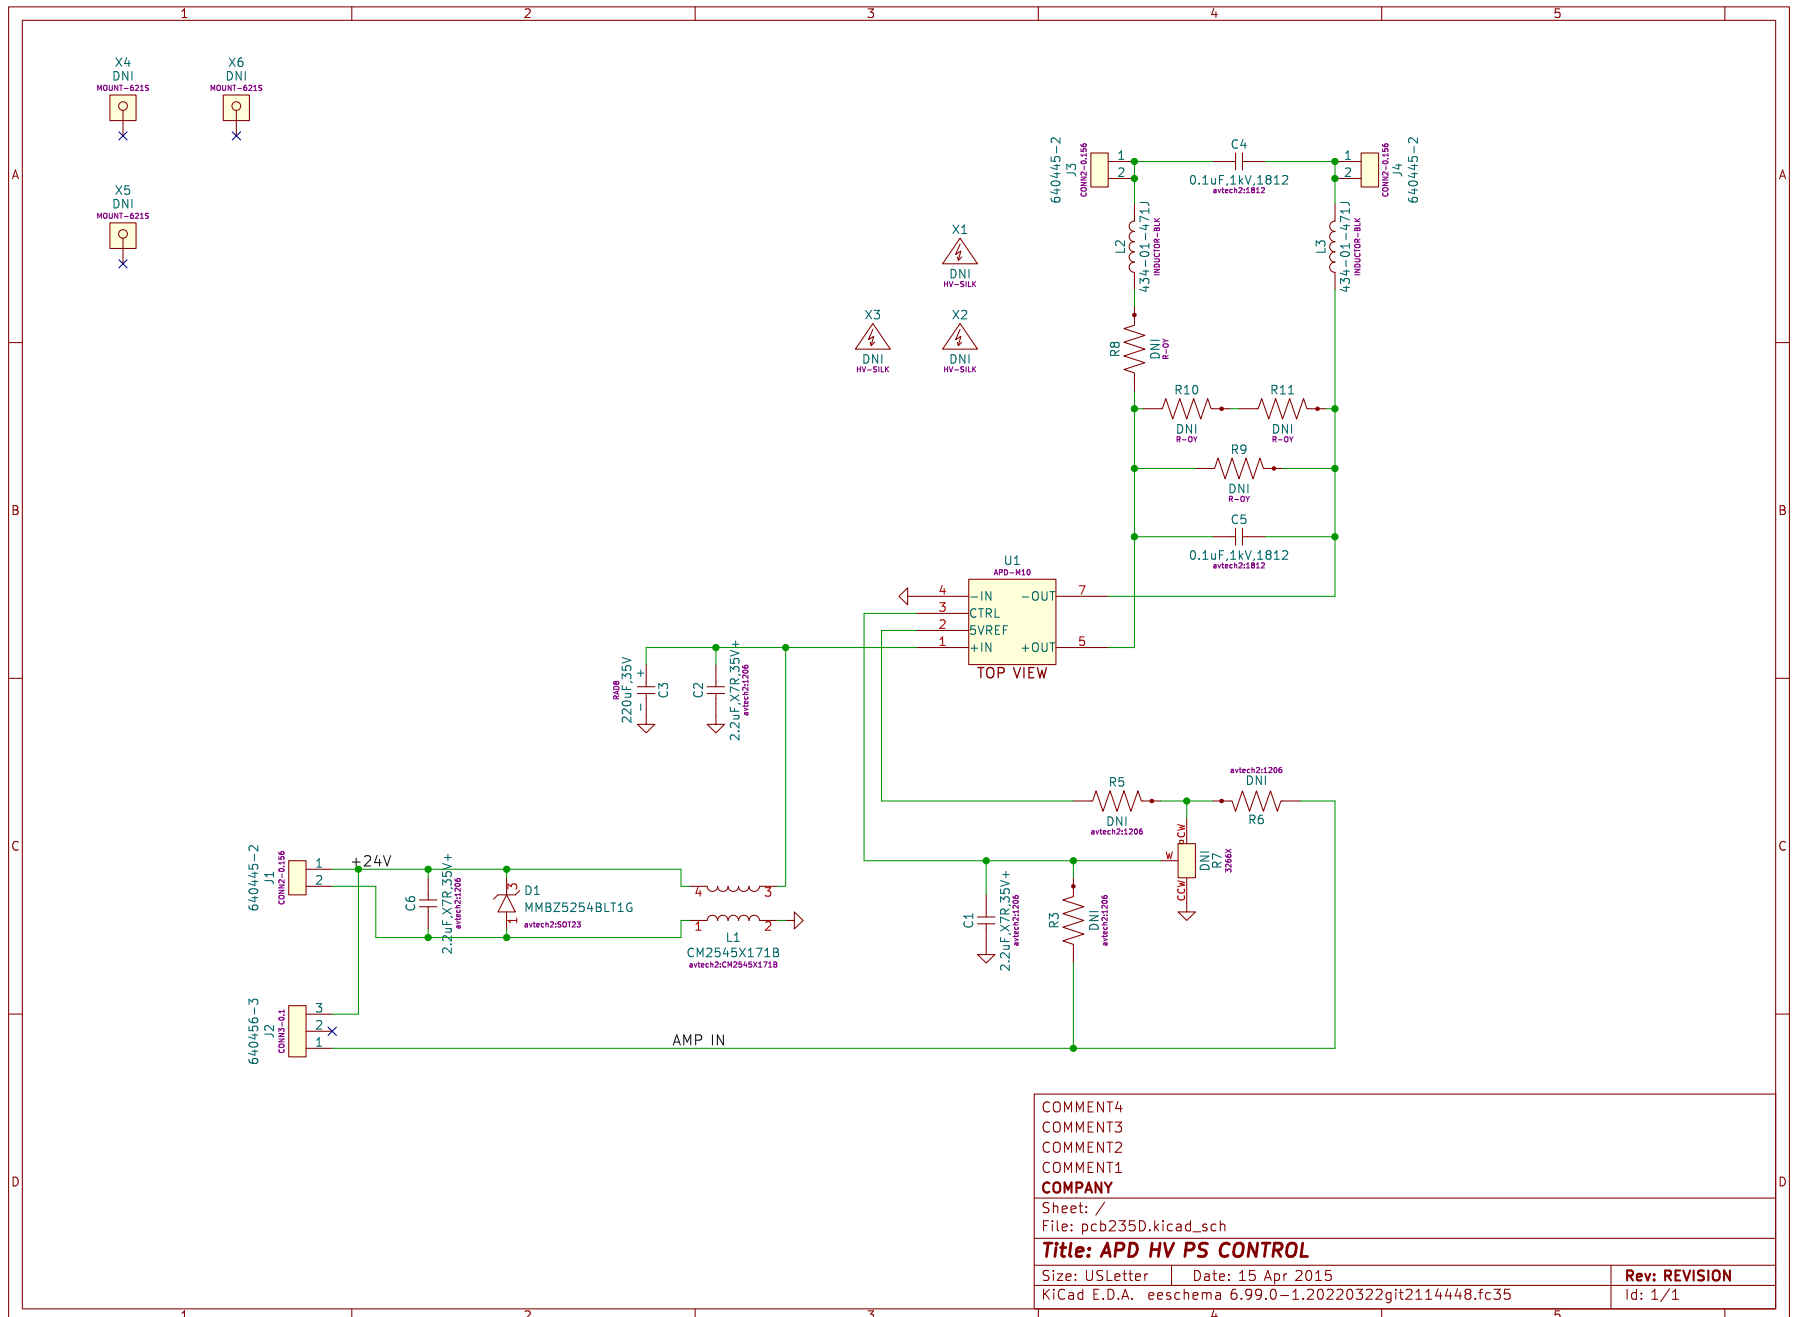 1 2 3 4 5
A A
B B
C C
D D
X4
DNI
MOUNT-621S
X6
DNI
MOUNT-621S
X5
DNI
MOUNT-621S
X1
DNI
HV-SILK
X3
DNI
HV-SILK
X2
DNI
HV-SILK
640445-2
J3
CONN2-0.156
1
2
C4
0.1uF,1kV,1812
avtech2:1812
1
2
CONN2-0.156
J4
640445-2
L2
434-01-471J
INDUCTOR-BLK
L3
434-01-471J
INDUCTOR-BLK
R8
DNI
R-OY
R10
DNI
R-OY
R11
DNI
R-OY
R9
DNI
R-OY
C5
0.1uF,1kV,1812
avtech2:1812
U1
APD-M10
4 -IN -OUT 7
3 CTRL
2 5VREF
1 +IN +OUT 5
TOP VIEW
RAD8
220uF,35V
+
-
C3
C2
2.2uF,X7R,35V+
avtech2:1206
R5
DNI
avtech2:1206
avtech2:1206
DNI
R6
CW
W
CCW
DNI
R7
3266X
C1
2.2uF,X7R,35V+
avtech2:1206
R3
DNI
avtech2:1206
640445-2
J1
CONN2-0.156
1
2
+24V
C6
2.2uF,X7R,35V+
avtech2:1206
3
1
D1
MMBZ5254BLT1G
avtech2:SOT23
4 3
1 2
L1
CM2545X171B
avtech2:CM2545X171B
640456-3
J2
CONN3-0.1
3
2
1
AMP IN
COMMENT4
COMMENT3
COMMENT2
COMMENT1
COMPANY
Sheet: /
File: pcb235D.kicad_sch
Title: APD HV PS CONTROL
Size: USLetter Date: 15 Apr 2015 Rev: REVISION
KiCad E.D.A. eeschema 6.99.0-1.20220322git2114448.fc35 Id: 1/1
1 2 3 4 5